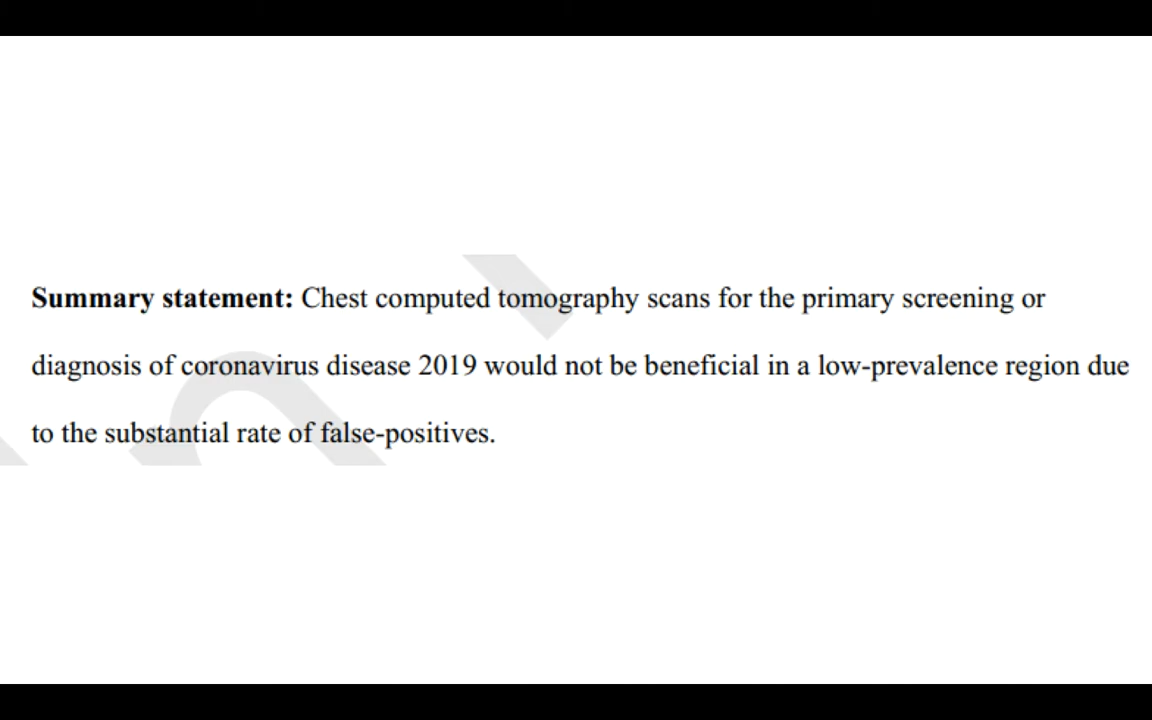 Summary statement: Chest computed tomography scans for the primary screening or
diagnosis of coronavirus disease 2019 would not be beneficial in a low-prevalence region due
to the substantial rate of false-positives.